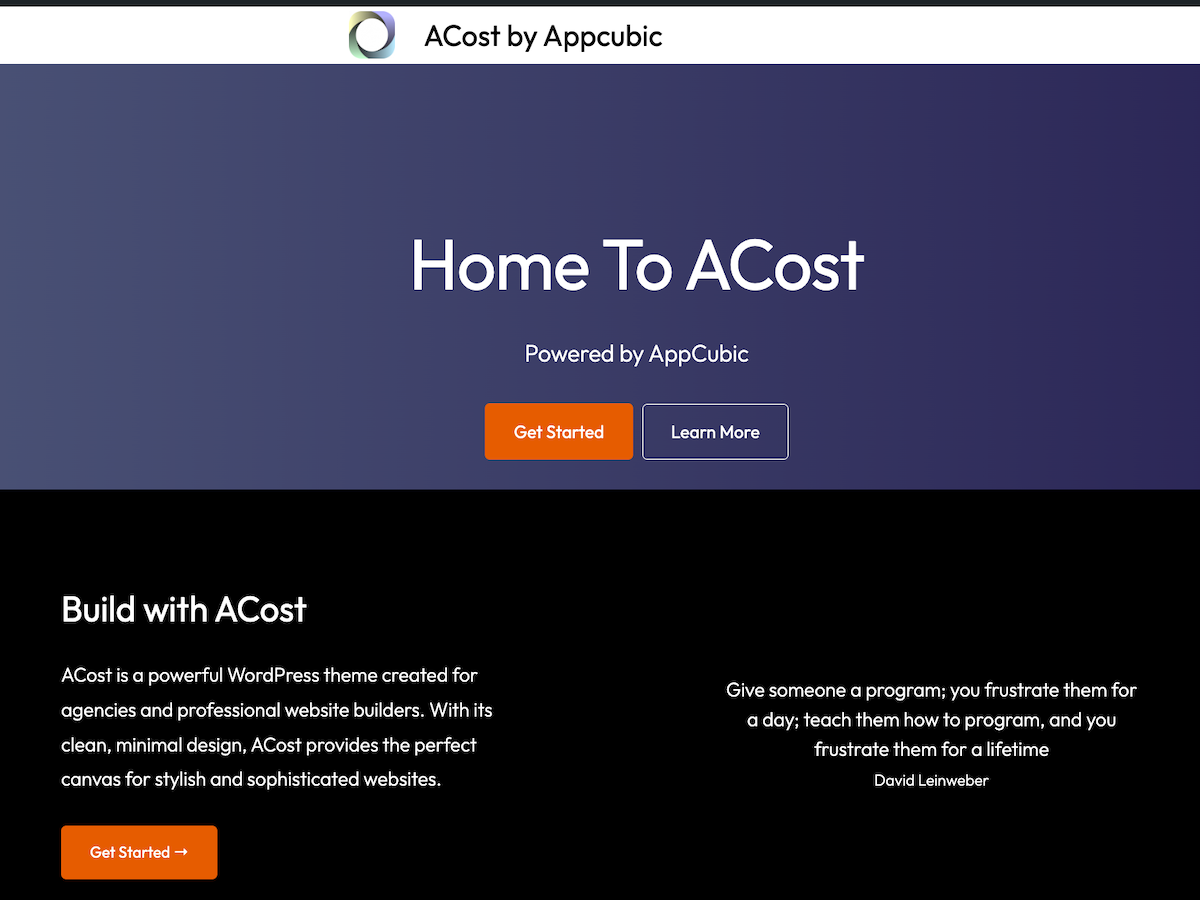 ACost by Appcubic
Home To ACost
Powered by AppCubic
Get Started
Learn More
Build with ACost
ACost is a powerful WordPress theme created for
agencies and professional website builders. With its
clean, minimal design, ACost provides the perfect
canvas for stylish and sophisticated websites.
Get Started →
Give someone a program; you frustrate them for
a day; teach them how to program, and you
frustrate them for a lifetime
David Leinweber